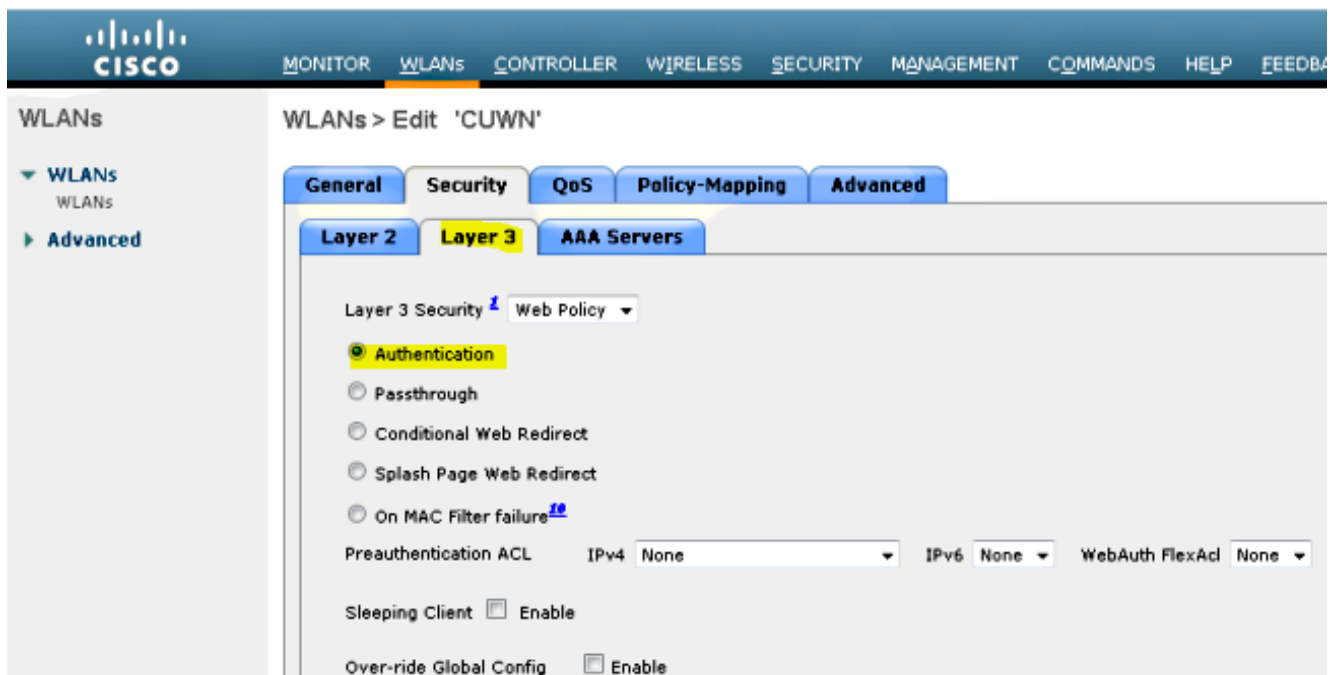 CISCO
MONITOR WLANs CONTROLLER WIRELESS SECURITY MANAGEMENT COMMANDS HELP FEEDBA
WLANs
WLANs
WLANs
Advanced
WLANs > Edit 'CUWN'
General Security QoS Policy-Mapping Advanced
Layer 2 Layer 3 AAA Servers
Layer 3 Security 1 Web Policy
Authentication
Passthrough
Conditional Web Redirect
Splash Page Web Redirect
On MAC Filter failure10
Preauthentication ACL IPv4 None IPv6 None WebAuth FlexAcl None
Sleeping Client Enable
Over-ride Global Config Enable